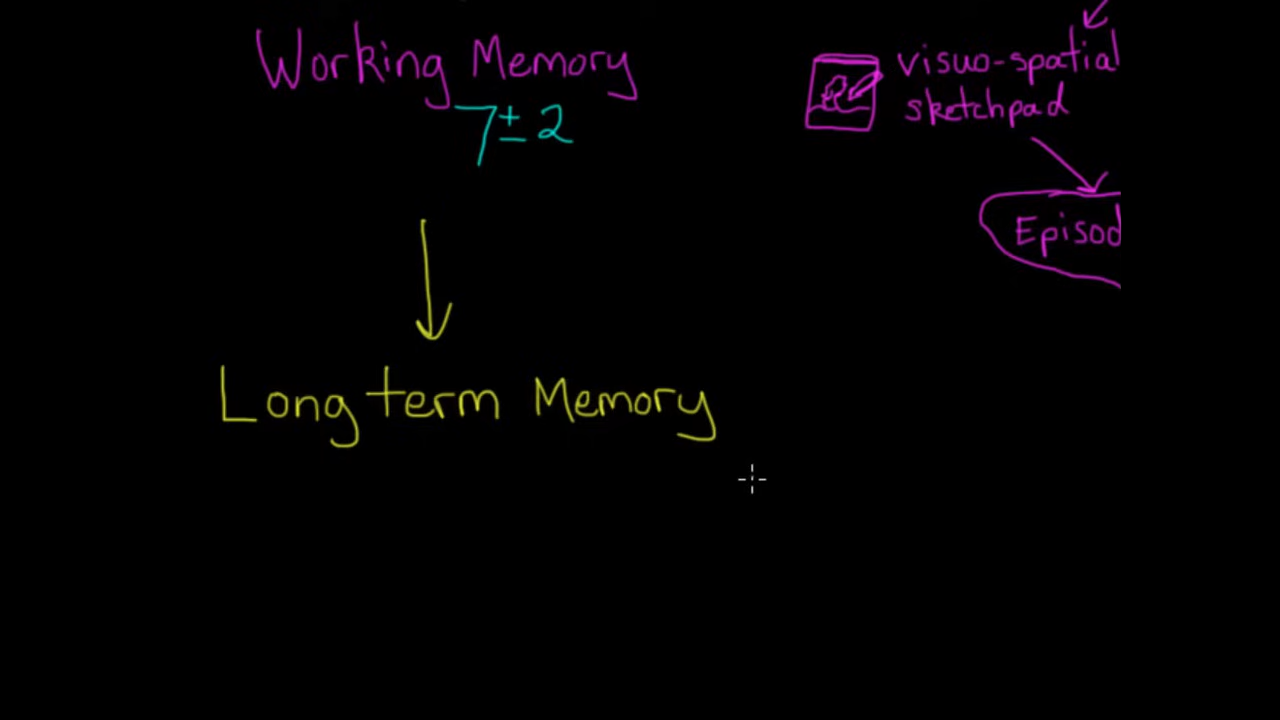 Working Memory
7 ± 2
visuo-spatial
sketchpad
Episod
Long term Memory